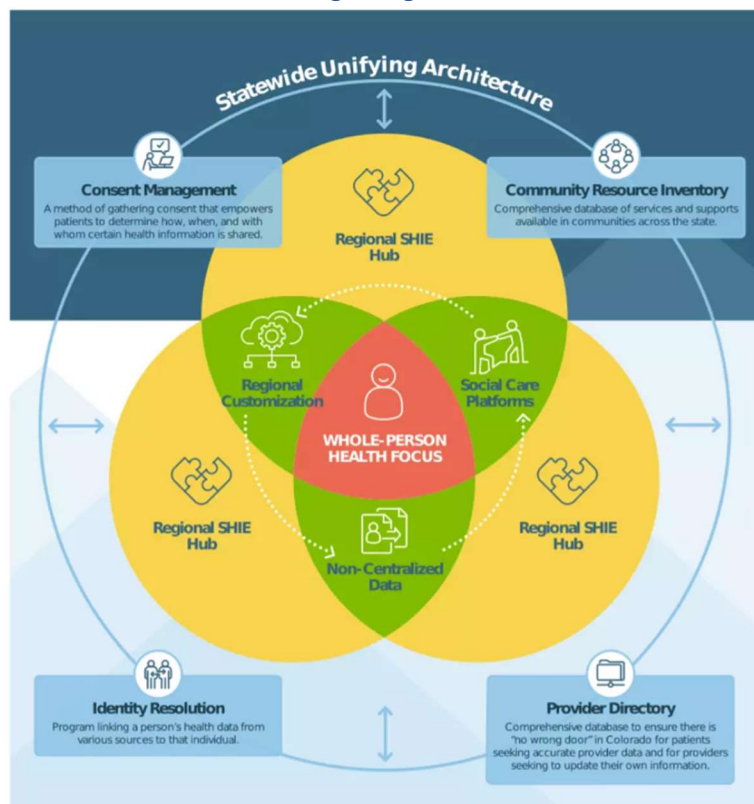 Statewide Unifying Architecture
Consent Management
A method of gathering consent that empowers
patients to determine how, when, and with
whom certain health information is shared.
Community Resource Inventory
Comprehensive database of services and supports
available in communities across the state.
Regional SHIE
Hub
Regional
Customization
Social Care
Platforms
WHOLE-PERSON
HEALTH FOCUS
Regional SHIE
Hub
Regional SHIE
Hub
Non-Centralized
Data
Identity Resolution
Program linking a person's health data from
various sources to that individual.
Provider Directory
Comprehensive database to ensure there is
"no wrong door" in Colorado for patients
seeking accurate provider data and for providers
seeking to update their own information.